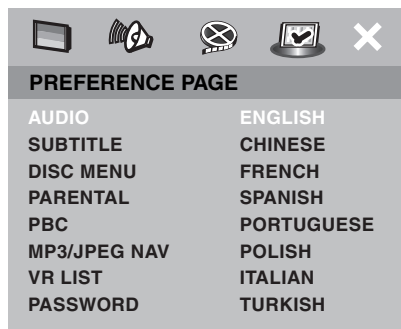 PREFERENCE PAGE
AUDIO ENGLISH
SUBTITLE CHINESE
DISC MENU FRENCH
PARENTAL SPANISH
PBC PORTUGUESE
MP3/JPEG NAV POLISH
VR LIST ITALIAN
PASSWORD TURKISH